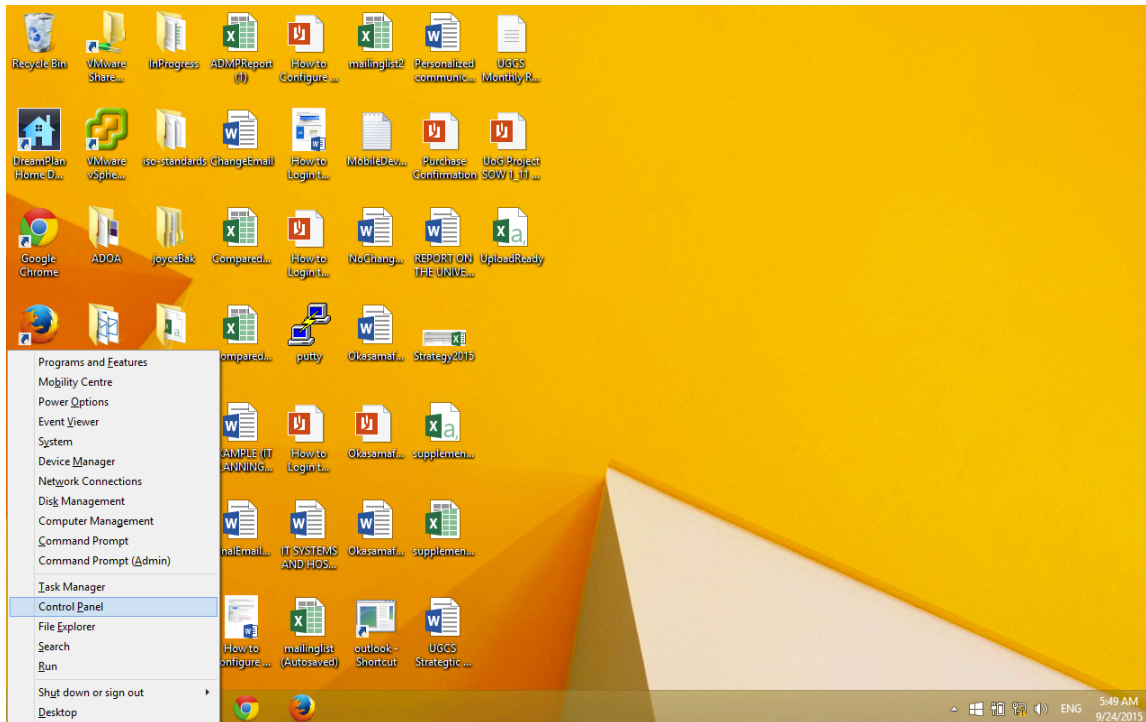 Recycle Bin
VMware
Share...
InProgress
ADMPReport
(1)
How to
Configure ...
mailinglist2
Personalized
communic...
UGCS
Monthly R...
DreamPlan
Home D...
VMware
vSphe...
iso-standards
ChangeEmail
How to
Login t...
MobileDev...
Purchase
Confirmation
UoG Project
SOW 1_11 ...
Google
Chrome
ADOA
joyceBak
Compared...
How to
Login t...
NoChang...
REPORT ON
THE UNIVE...
UploadReady
ompared...
putty
Okasamaf...
Strategy2015
AMPLE (IT
ANNING...
How to
Login t...
Okasamaf...
supplemen...
nalEmail...
IT SYSTEMS
AND HOS...
Okasamaf...
supplemen...
How to
onfigure ...
mailinglist
(Autosaved)
outlook -
Shortcut
UGCS
Strategtic ...
Programs and Features
Mobility Centre
Power Options
Event Viewer
System
Device Manager
Network Connections
Disk Management
Computer Management
Command Prompt
Command Prompt (Admin)
Task Manager
Control Panel
File Explorer
Search
Run
Shut down or sign out
Desktop
ENG
5:49 AM
9/24/2015